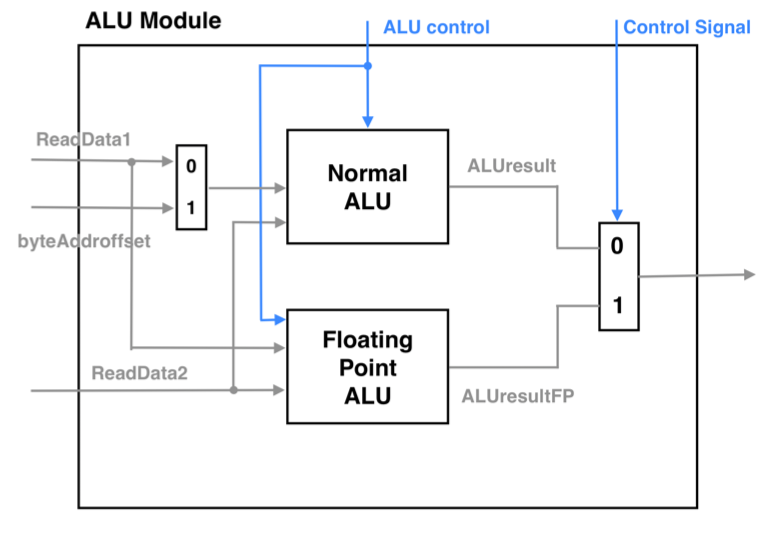 ALU Module
ALU control
Control Signal
ReadData1
0
1
byteAddroffset
Normal
ALU
ALUresult
0
1
Floating
Point
ALU
ReadData2
ALUresultFP